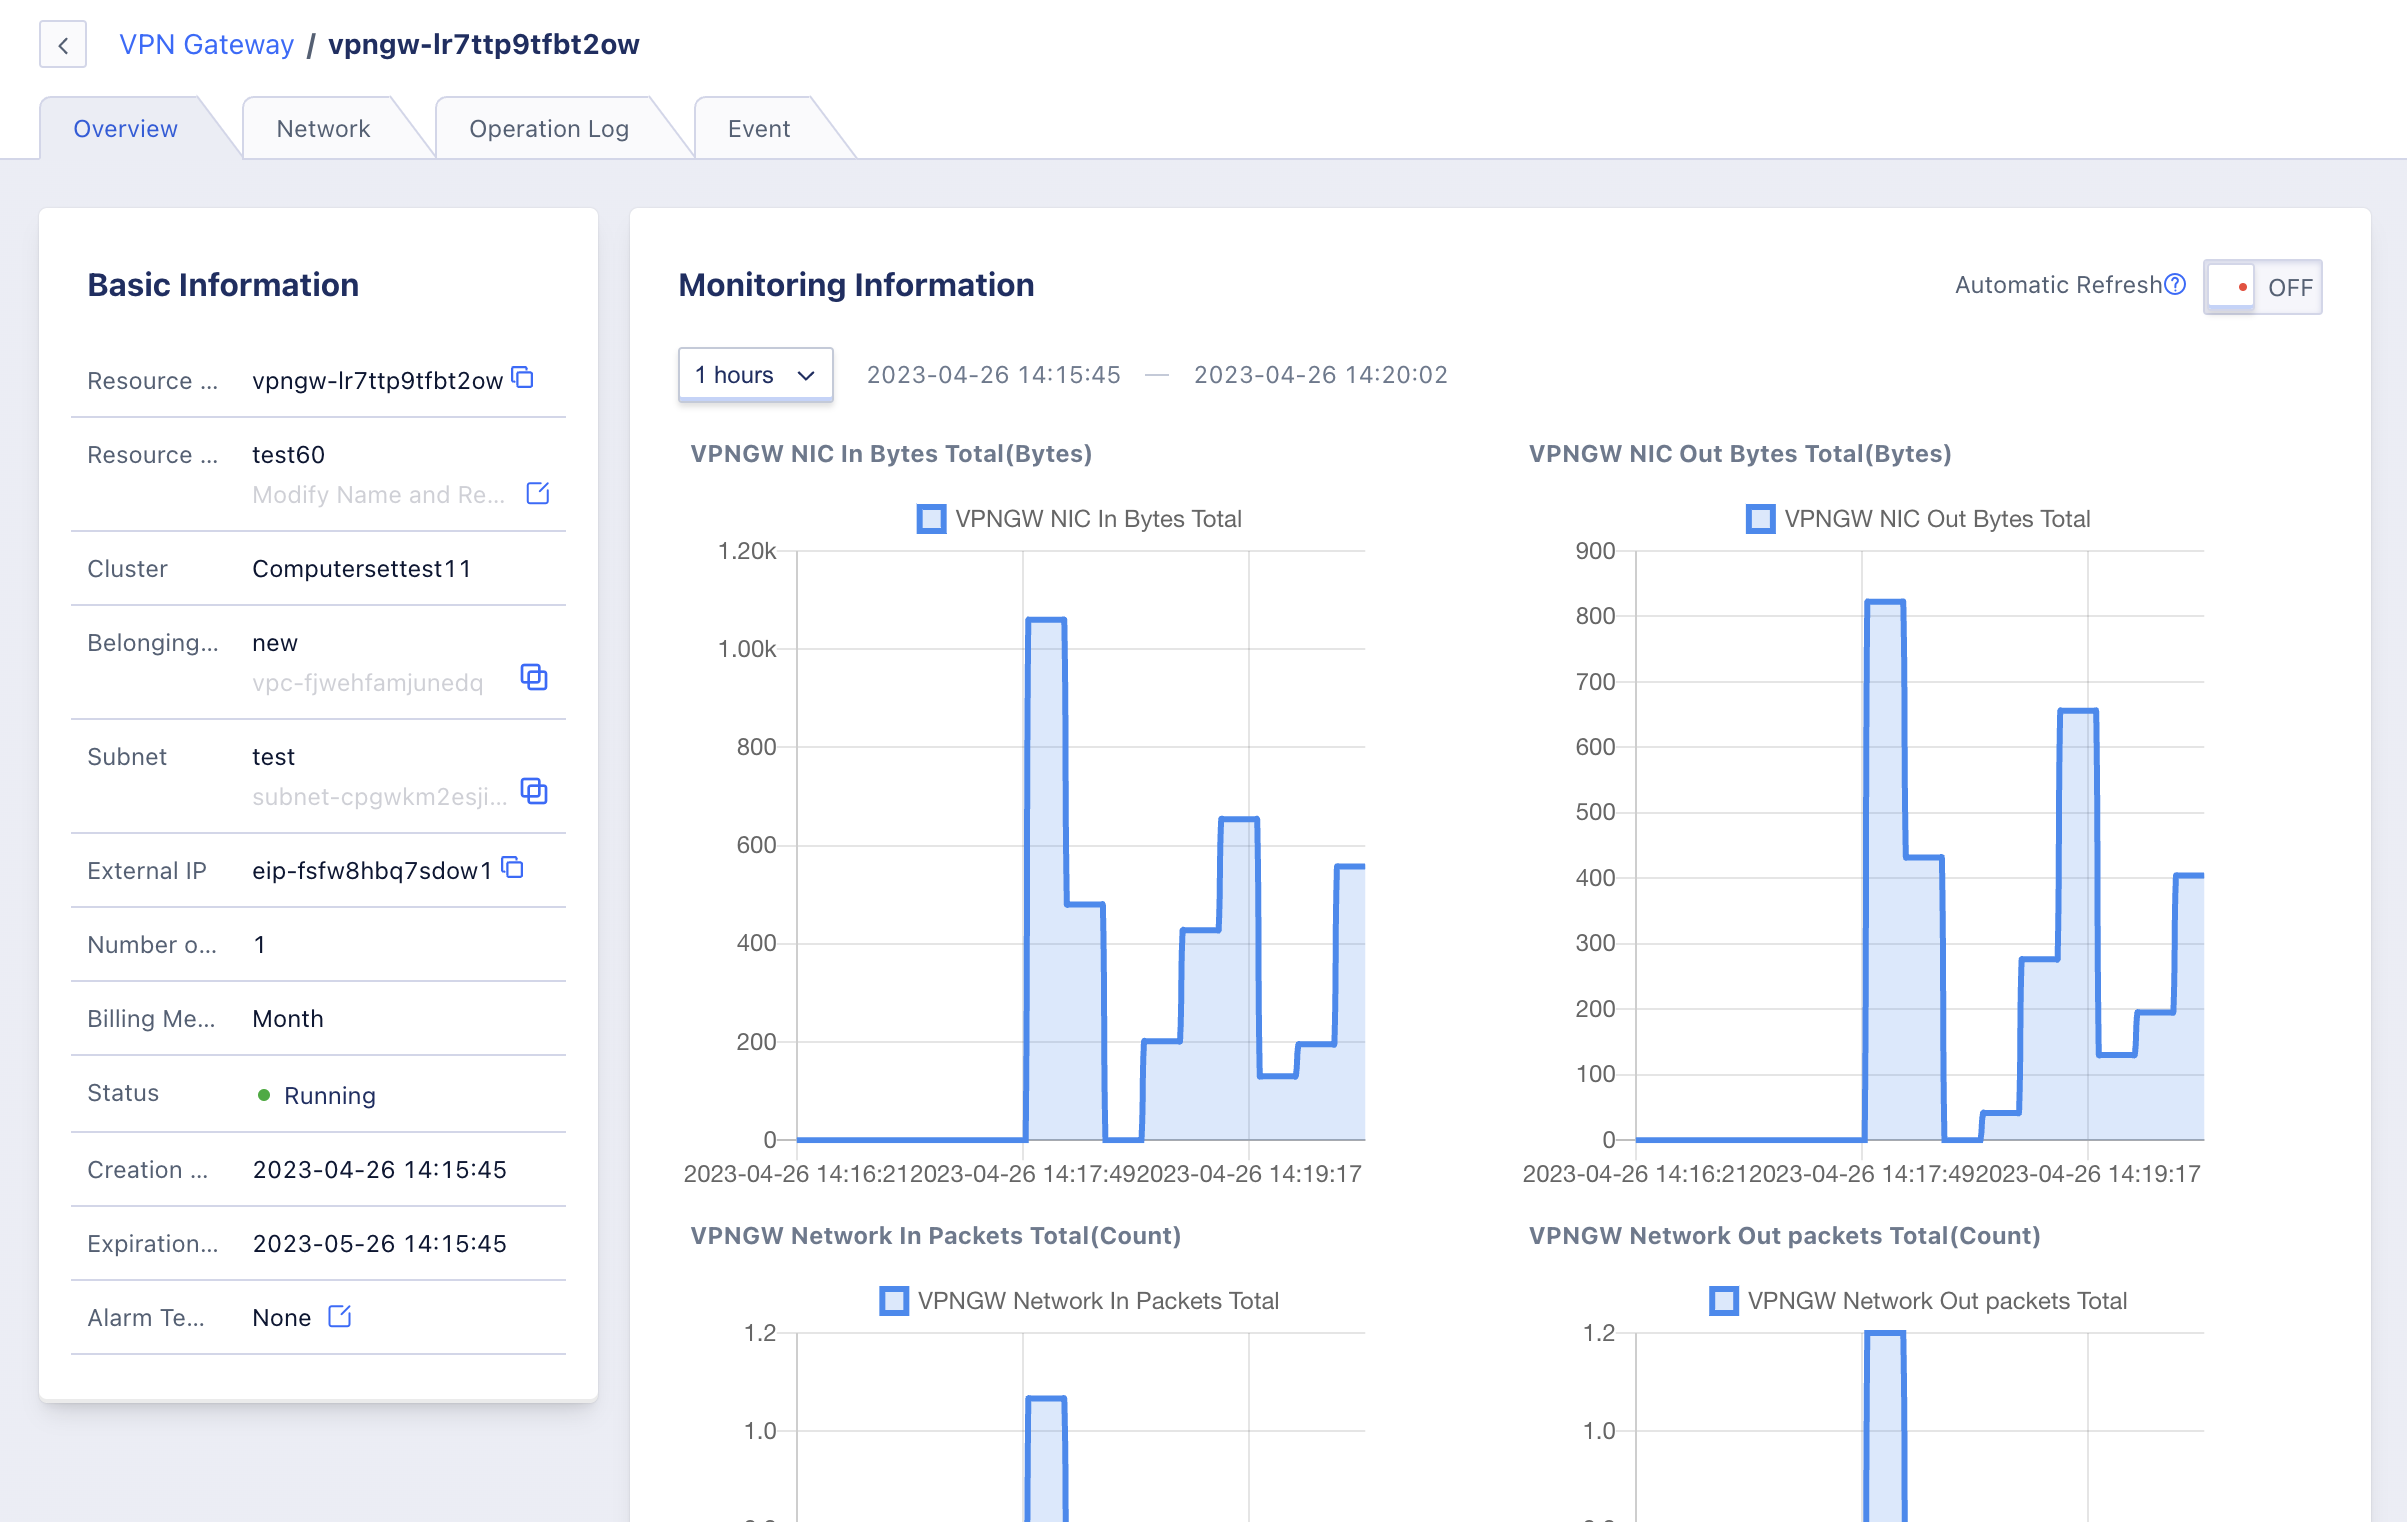 VPN Gateway / vpngw-lr7ttp9tfbt2ow
Overview
Network
Operation Log
Event
Basic Information
Resource ... vpngw-lr7ttp9tfbt2ow
Resource ... test60
Modify Name and Re...
Cluster Computersettest11
Belonging... new
vpc-fjwehfamjunedq
Subnet test
subnet-cpgwkm2esji...
External IP eip-fsfw8hbq7sdow1
Number o... 1
Billing Me... Month
Status Running
Creation ... 2023-04-26 14:15:45
Expiration... 2023-05-26 14:15:45
Alarm Te... None
Monitoring Information
Automatic Refresh ? OFF
1 hours 2023-04-26 14:15:45 — 2023-04-26 14:20:02
VPNGW NIC In Bytes Total(Bytes)
VPNGW NIC In Bytes Total
1.20k
1.00k
800
600
400
200
0
2023-04-26 14:16:21 2023-04-26 14:17:49 2023-04-26 14:19:17
VPNGW NIC Out Bytes Total(Bytes)
VPNGW NIC Out Bytes Total
900
800
700
600
500
400
300
200
100
0
2023-04-26 14:16:21 2023-04-26 14:17:49 2023-04-26 14:19:17
VPNGW Network In Packets Total(Count)
VPNGW Network In Packets Total
1.2
1.0
VPNGW Network Out packets Total(Count)
VPNGW Network Out packets Total
1.2
1.0